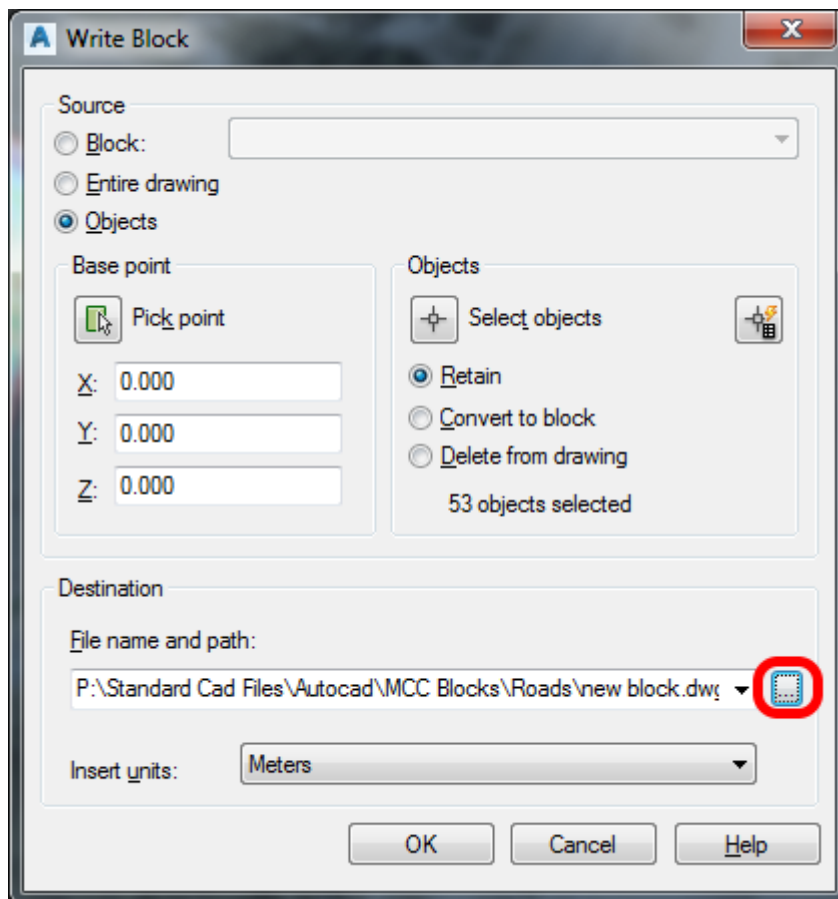 Write Block
Source
Block:
Entire drawing
Objects
Base point
Pick point
X: 0.000
Y: 0.000
Z: 0.000
Objects
Select objects
Retain
Convert to block
Delete from drawing
53 objects selected
Destination
File name and path:
P:\Standard Cad Files\Autocad\MCC Blocks\Roads\new block.dwg
...
Insert units: Meters
OK Cancel Help